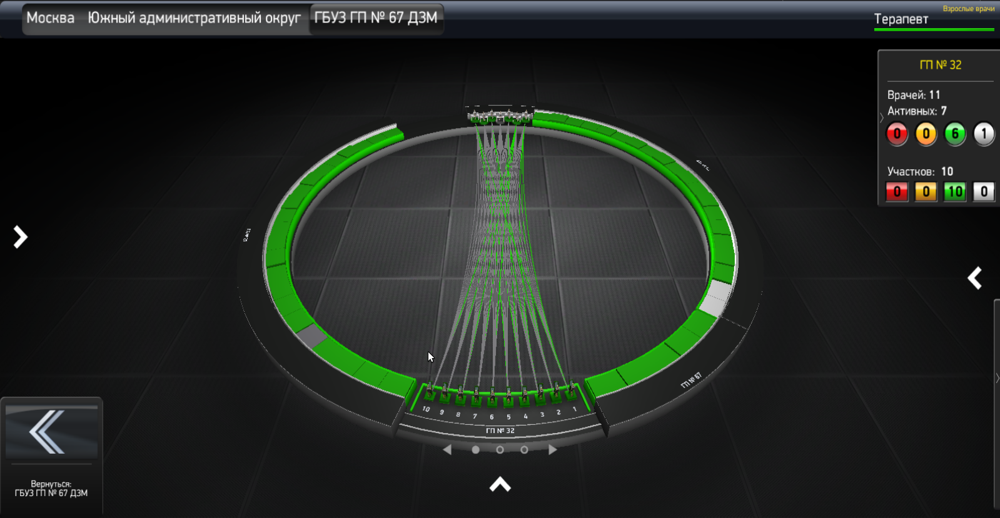 Москва Южный административный округ ГБУЗ ГП № 67 ДЗМ
Взрослые врачи
Терапевт
ГП № 32
Врачей: 11
Активных: 7
0 0 6 1
Участков: 10
0 0 10 0
ГП № 67
10 9 8 7 6 5 4 3 2 1
ГП № 32
Вернуться:
ГБУЗ ГП № 67 ДЗМ